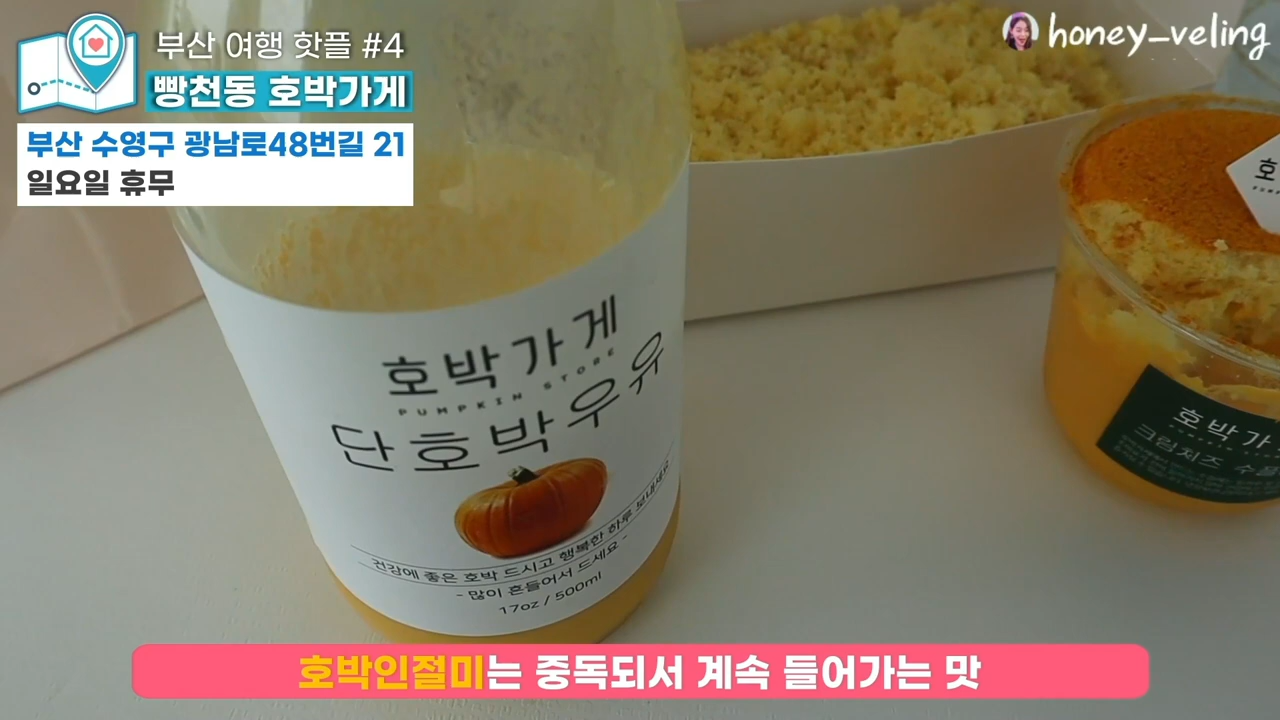 부산 여행 핫플 #4
빵천동 호박가게
부산 수영구 광남로48번길 21
일요일 휴무
honey_veling
호박가게
PUMPKIN STORE
단호박우유
건강에 좋은 호박 드시고 행복한 하루 보내세요
- 많이 흔들어서 드세요 -
17oz / 500ml
호
호박가
크림치즈 수플
호박인절미는 중독되서 계속 들어가는 맛